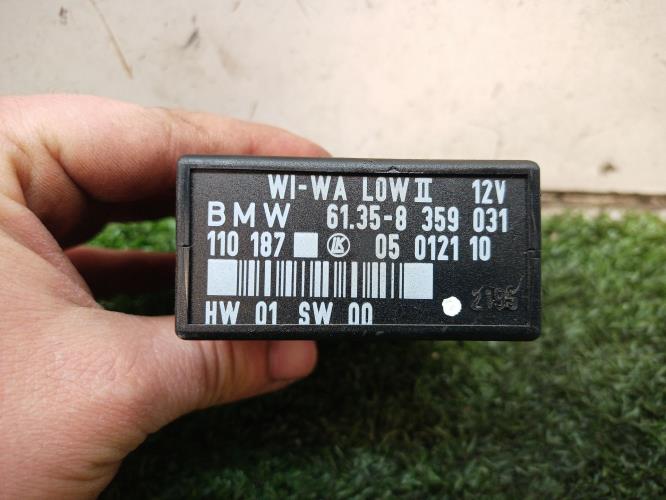 WI-WA LOW II 12V
BMW 61.35-8 359 031
110 187 LK 05 0121 10
2195
HW 01 SW 00